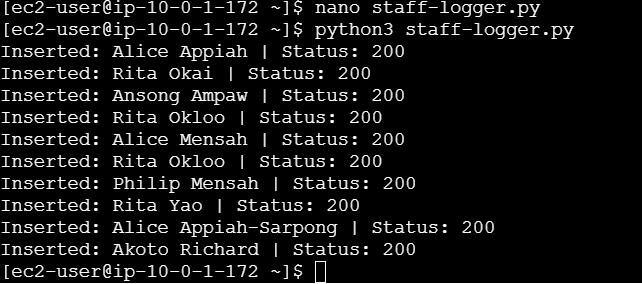 [ec2-user@ip-10-0-1-172 ~]$ nano staff-logger.py
[ec2-user@ip-10-0-1-172 ~]$ python3 staff-logger.py
Inserted: Alice Appiah | Status: 200
Inserted: Rita Okai | Status: 200
Inserted: Ansong Ampaw | Status: 200
Inserted: Rita Okloo | Status: 200
Inserted: Alice Mensah | Status: 200
Inserted: Rita Okloo | Status: 200
Inserted: Philip Mensah | Status: 200
Inserted: Rita Yao | Status: 200
Inserted: Alice Appiah-Sarpong | Status: 200
Inserted: Akoto Richard | Status: 200
[ec2-user@ip-10-0-1-172 ~]$